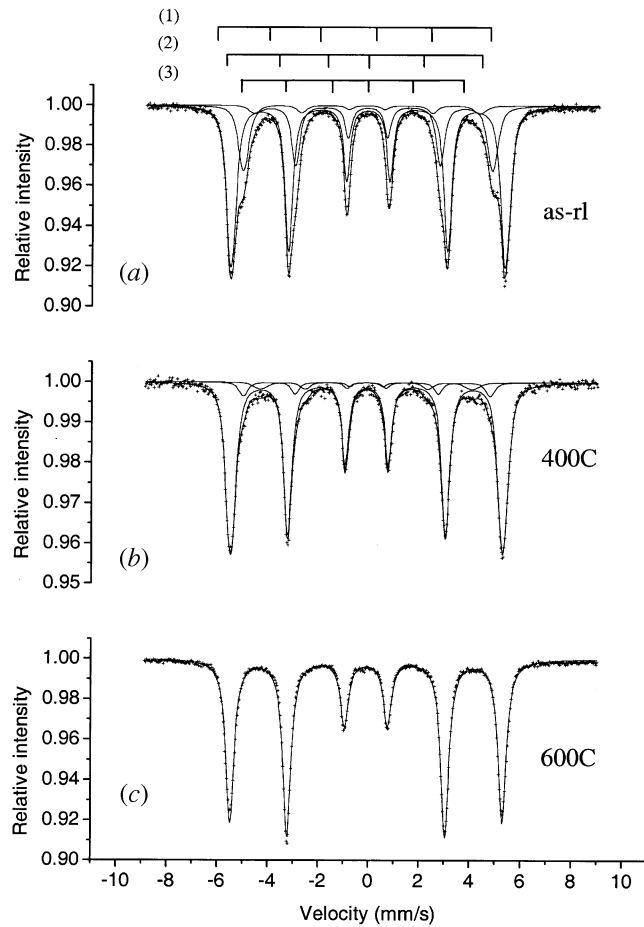 (1)
(2)
(3)
1.00
0.98
0.96
0.94
0.92
0.90
Relative intensity
(a)
as-rl
1.00
0.99
0.98
0.97
0.96
0.95
Relative intensity
(b)
400C
1.00
0.98
0.96
0.94
0.92
0.90
Relative intensity
(c)
600C
-10 -8 -6 -4 -2 0 2 4 6 8 10
Velocity (mm/s)